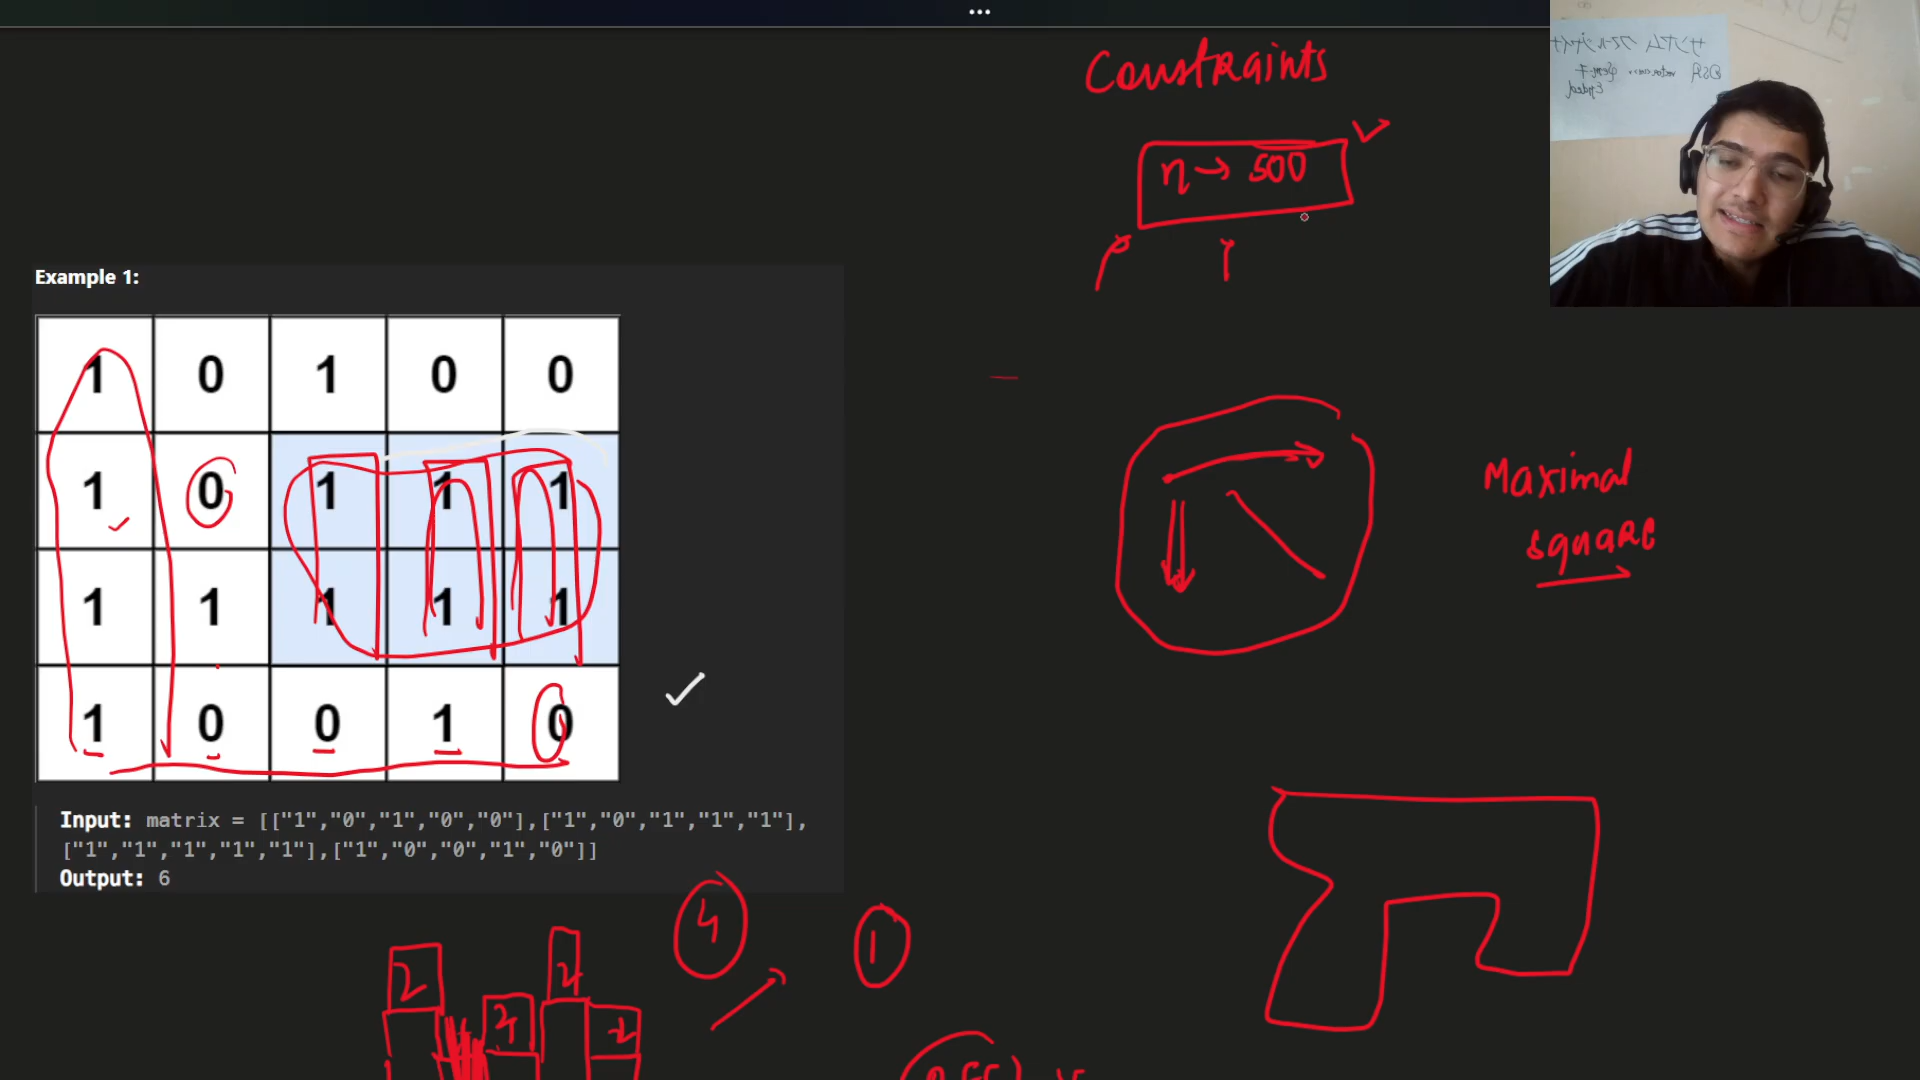 ...
Constraints
n → 500
Example 1:
1 0 1 0 0
1 0 1 1 1
1 1 1 1 1
1 0 0 1 0
Maximal
square
Input: matrix = [["1","0","1","0","0"],["1","0","1","1","1"],
["1","1","1","1","1"],["1","0","0","1","0"]]
Output: 6
4
1
2
2